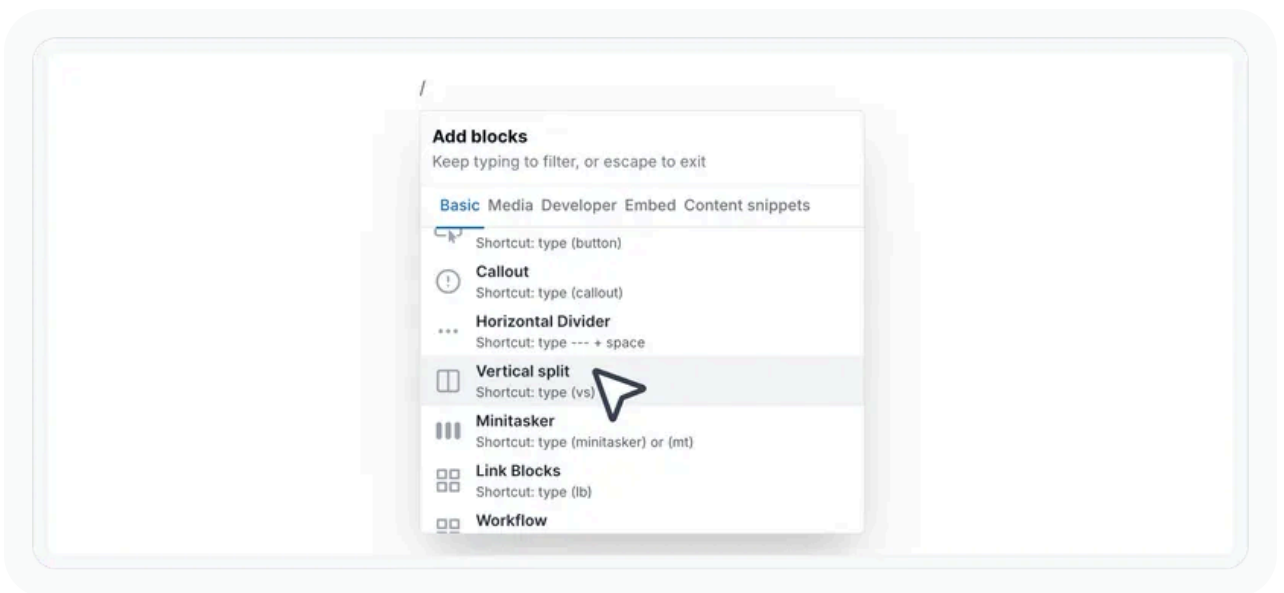 /
Add blocks
Keep typing to filter, or escape to exit
Basic Media Developer Embed Content snippets
Shortcut: type (button)
Callout
Shortcut: type (callout)
Horizontal Divider
Shortcut: type --- + space
Vertical split
Shortcut: type (vs)
Minitasker
Shortcut: type (minitasker) or (mt)
Link Blocks
Shortcut: type (lb)
Workflow